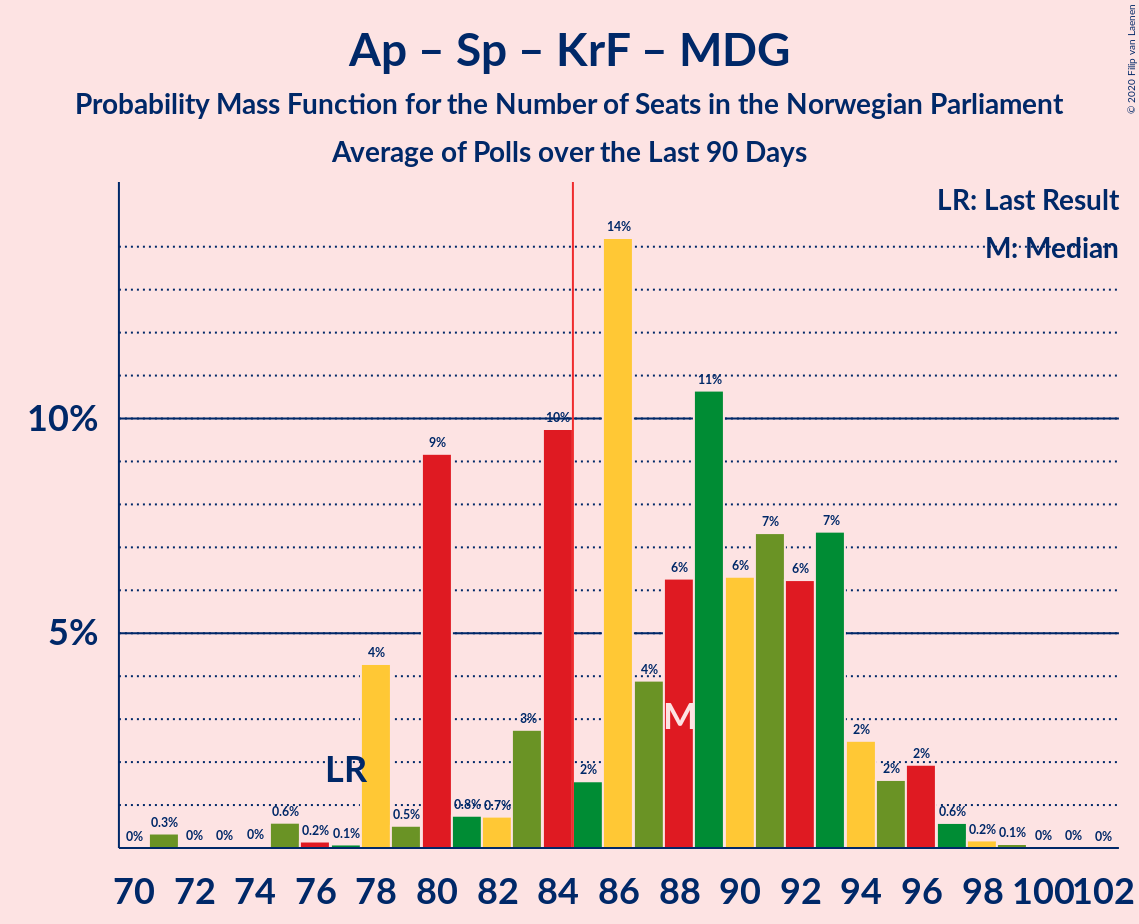 Ap – Sp – KrF – MDG
Probability Mass Function for the Number of Seats in the Norwegian Parliament
Average of Polls over the Last 90 Days
© 2020 Filip van Laenen
LR: Last Result
M: Median
10%
5%
0% 0.3% 0% 0% 0% 0.6% 0.2% 0.1% 4% 0.5% 9% 0.8% 0.7% 3% 10% 2% 14% 4% 6% 11% 6% 7% 6% 7% 2% 2% 2% 0.6% 0.2% 0.1% 0% 0% 0%
LR
M
70 72 74 76 78 80 82 84 86 88 90 92 94 96 98 100 102